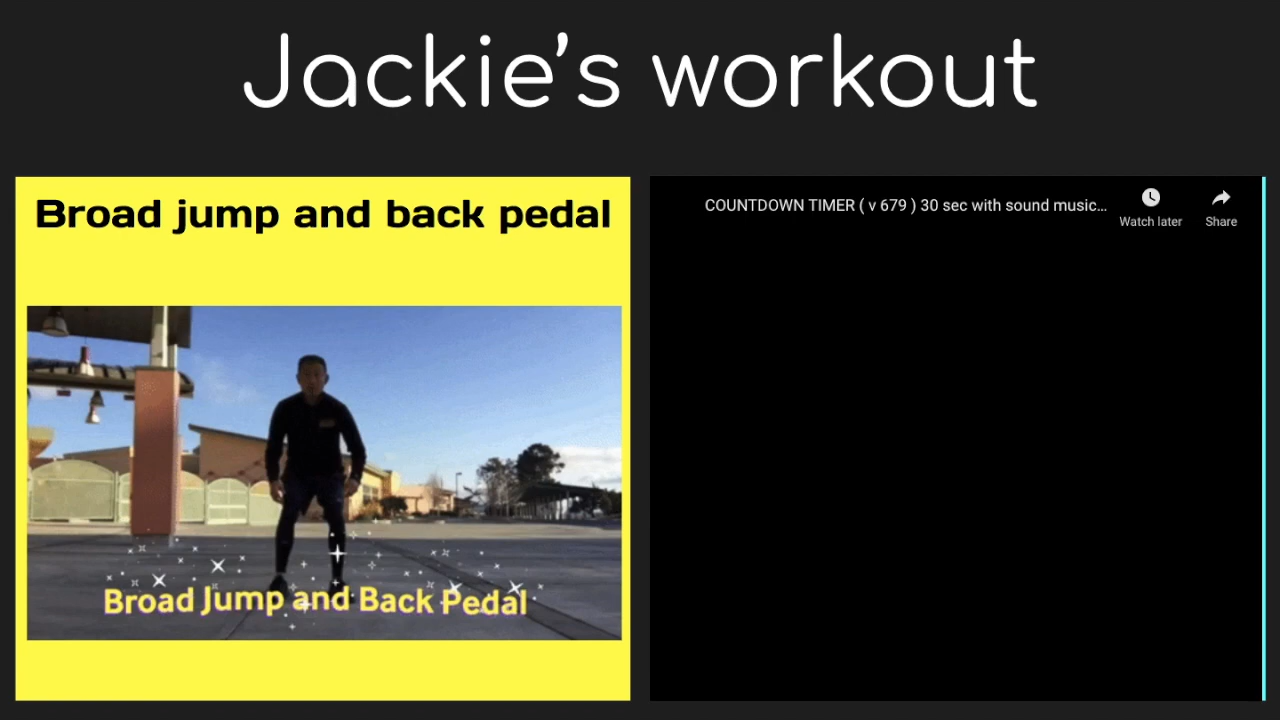 Jackie’s workout
Broad jump and back pedal
Broad Jump and Back Pedal
COUNTDOWN TIMER ( v 679 ) 30 sec with sound music...
Watch later
Share